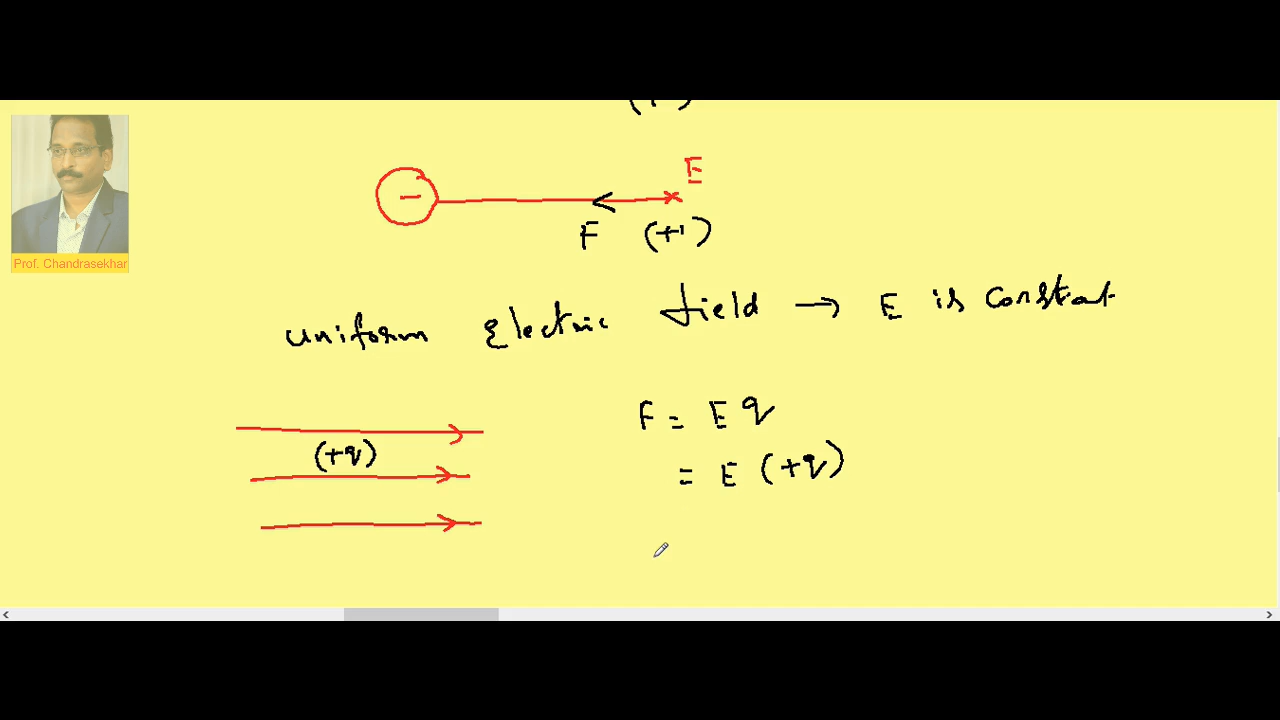 Prof. Chandrasekhar
E
F (+1)
uniform electric field → E is constant
(+q)
F = E q
= E (+q)